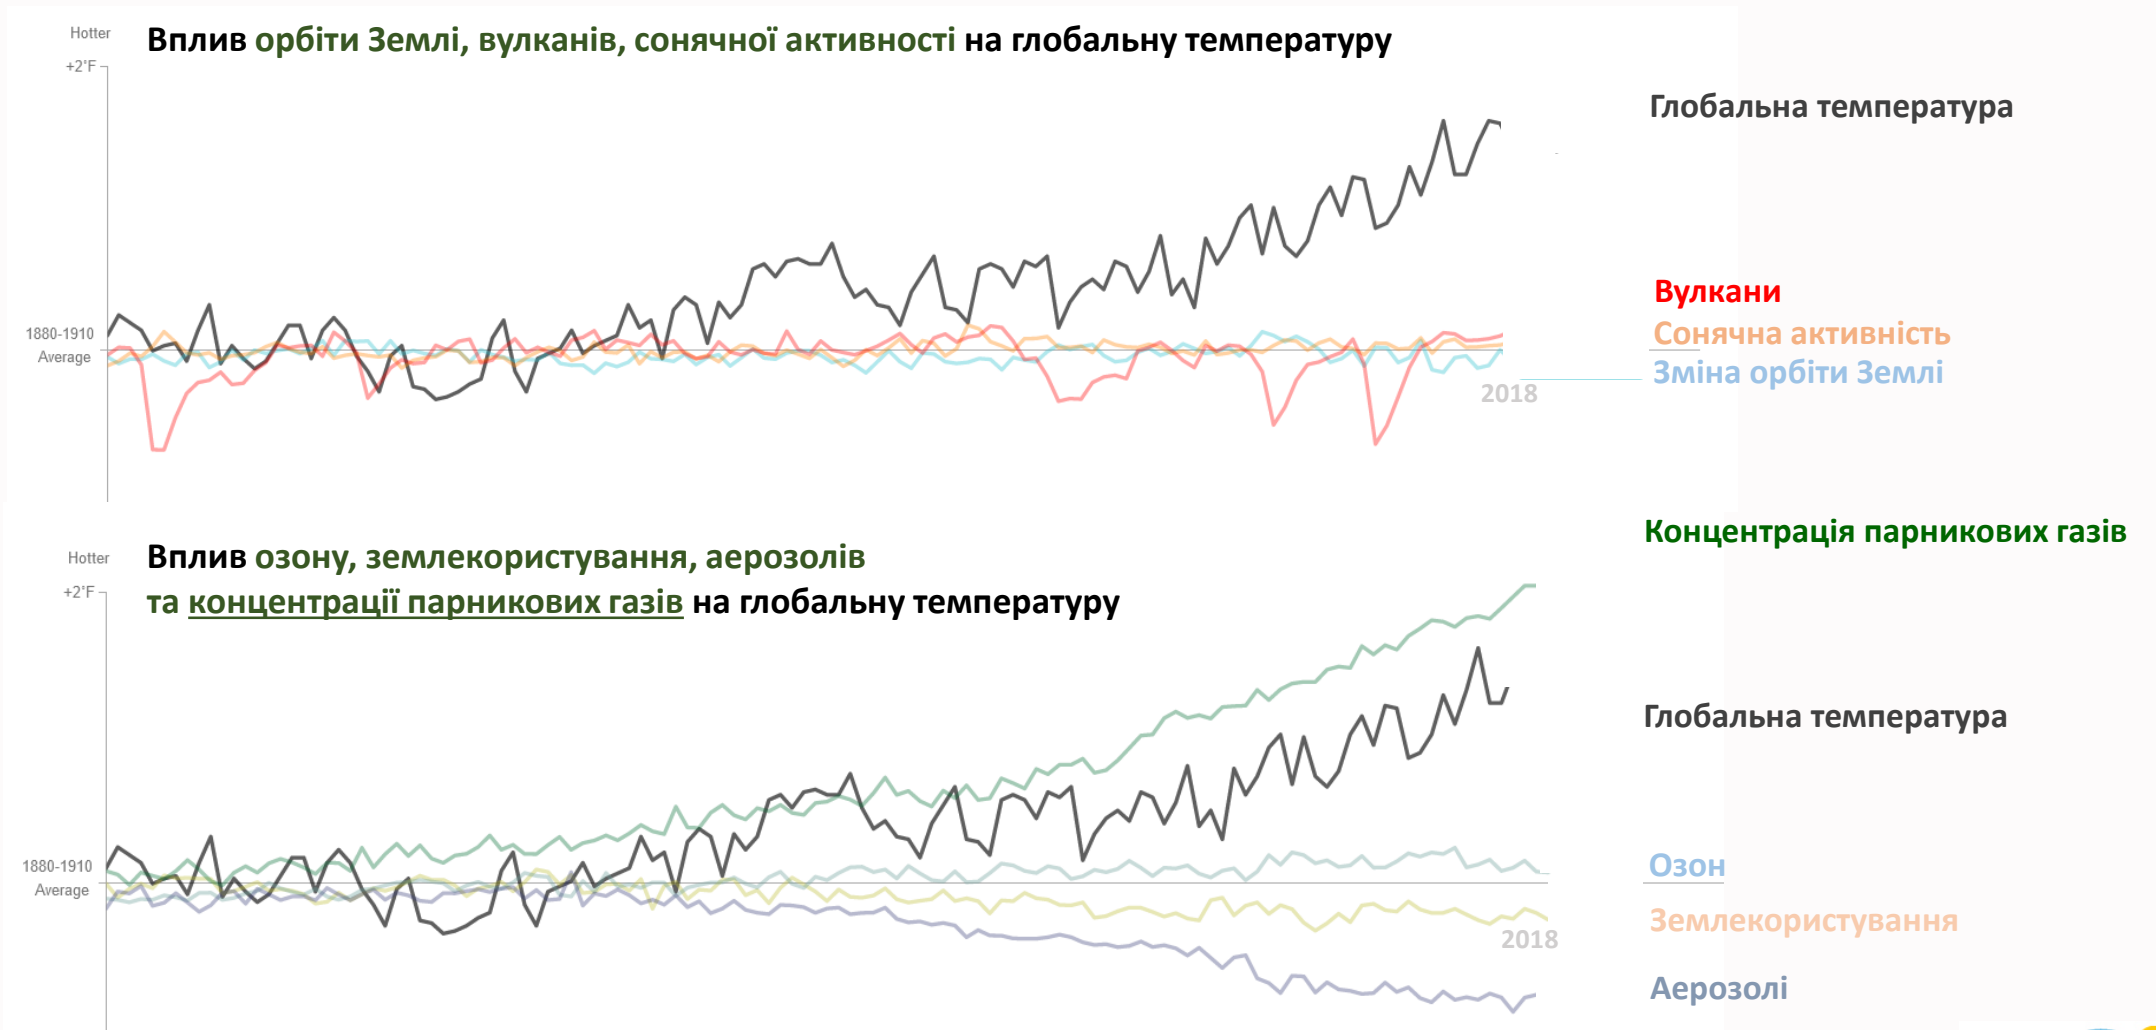 Hotter
Вплив орбіти Землі, вулканів, сонячної активності на глобальну температуру
+2°F
Глобальна температура
Вулкани
1880-1910
Average
Сонячна активність
Зміна орбіти Землі
2018
Концентрація парникових газів
Hotter
Вплив озону, землекористування, аерозолів
+2°F
та концентрації парникових газів на глобальну температуру
Глобальна температура
1880-1910
Average
Озон
Землекористування
2018
Аерозолі